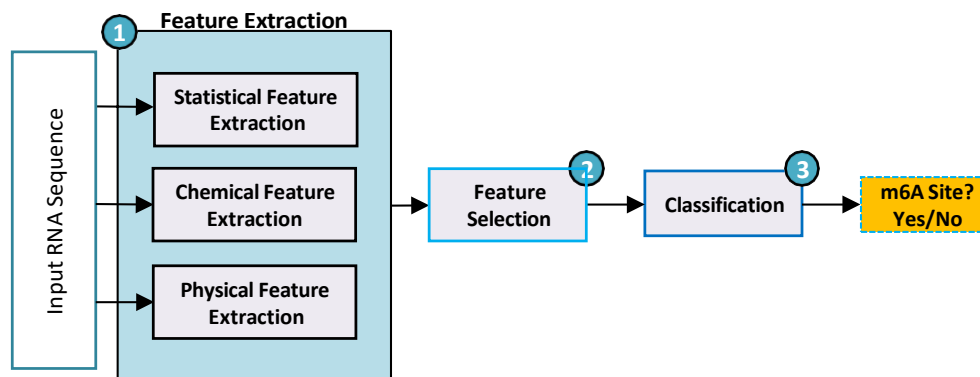 Feature Extraction
1
Input RNA Sequence
Statistical Feature
Extraction
Chemical Feature
Extraction
Physical Feature
Extraction
2
Feature
Selection
3
Classification
m6A Site?
Yes/No